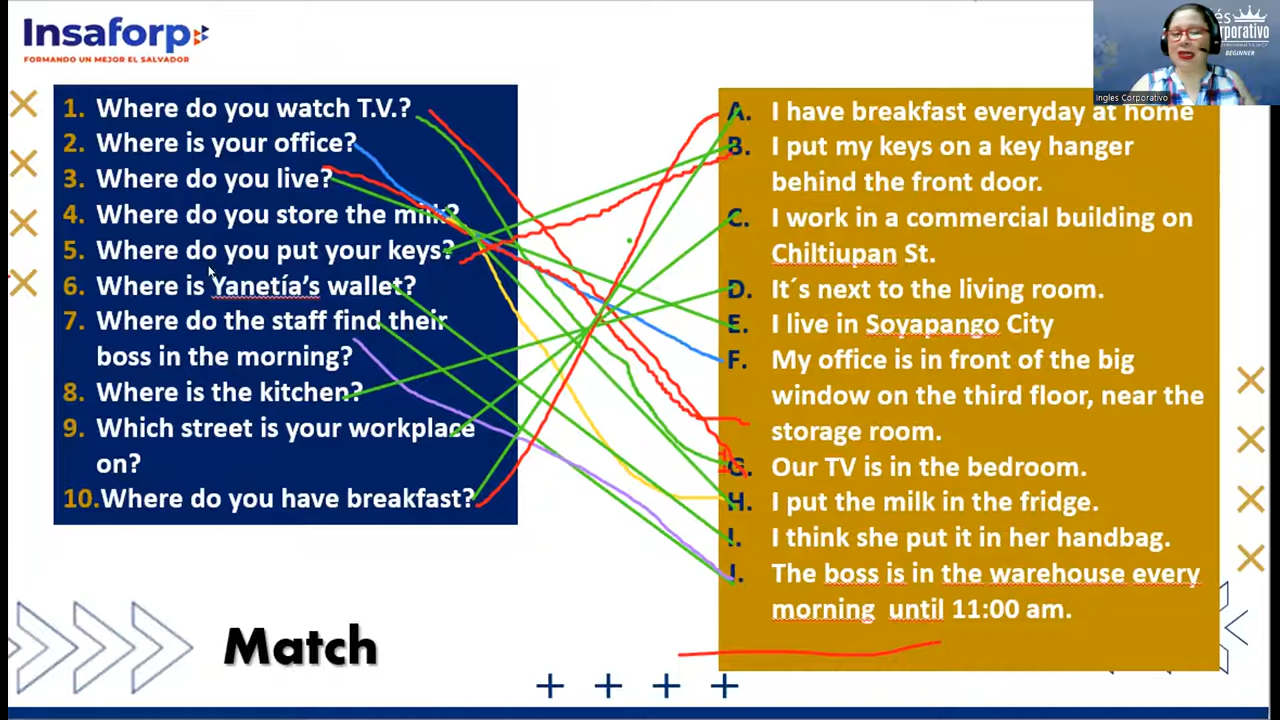 Insaforp
FORMANDO UN MEJOR EL SALVADOR
1. Where do you watch T.V.?
2. Where is your office?
3. Where do you live?
4. Where do you store the milk?
5. Where do you put your keys?
6. Where is Yanetía's wallet?
7. Where do the staff find their
boss in the morning?
8. Where is the kitchen?
9. Which street is your workplace
on?
10.Where do you have breakfast?
A. I have breakfast everyday at home
B. I put my keys on a key hanger
behind the front door.
C. I work in a commercial building on
Chiltiupan St.
D. It´s next to the living room.
E. I live in Soyapango City
F. My office is in front of the big
window on the third floor, near the
storage room.
G. Our TV is in the bedroom.
H. I put the milk in the fridge.
I. I think she put it in her handbag.
J. The boss is in the warehouse every
morning until 11:00 am.
Match
BEGINNER
Ingles Corporativo